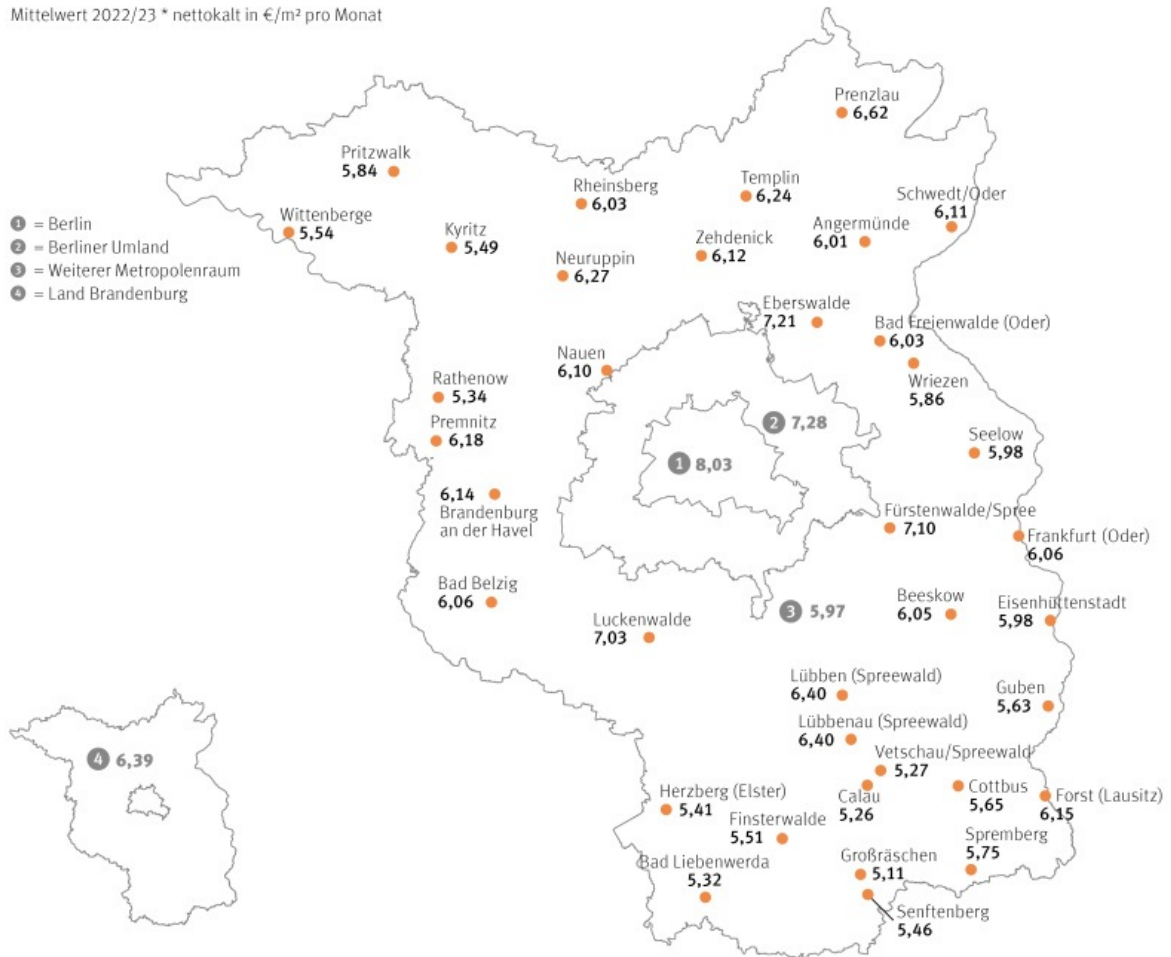 Mittelwert 2022/23 * nettokalt in €/m² pro Monat
Prenzlau
6,62
Pritzwalk
5,84
Rheinsberg
6,03
Templin
6,24
Schwedt/Oder
6,11
1 = Berlin
2 = Berliner Umland
3 = Weiterer Metropolenraum
4 = Land Brandenburg
Wittenberge
5,54
Kyritz
5,49
Neuruppin
6,27
Zehdenick
6,12
Angermünde
6,01
Eberswalde
7,21
Bad Freienwalde (Oder)
6,03
Wriezen
5,86
Nauen
6,10
Rathenow
5,34
Premnitz
6,18
2 7,28
1 8,03
Seelow
5,98
6,14
Brandenburg
an der Havel
Fürstenwalde/Spree
7,10
Frankfurt (Oder)
6,06
Bad Belzig
6,06
Luckenwalde
7,03
3 5,97
Beeskow
6,05
Eisenhüttenstadt
5,98
Lübben (Spreewald)
6,40
Guben
5,63
Lübbenau (Spreewald)
6,40
Vetschau/Spreewald
5,27
4 6,39
Herzberg (Elster)
5,41
Calau
5,26
Cottbus
5,65
Forst (Lausitz)
6,15
Finsterwalde
5,51
Spremberg
5,75
Bad Liebenwerda
5,32
Großräschen
5,11
Senftenberg
5,46